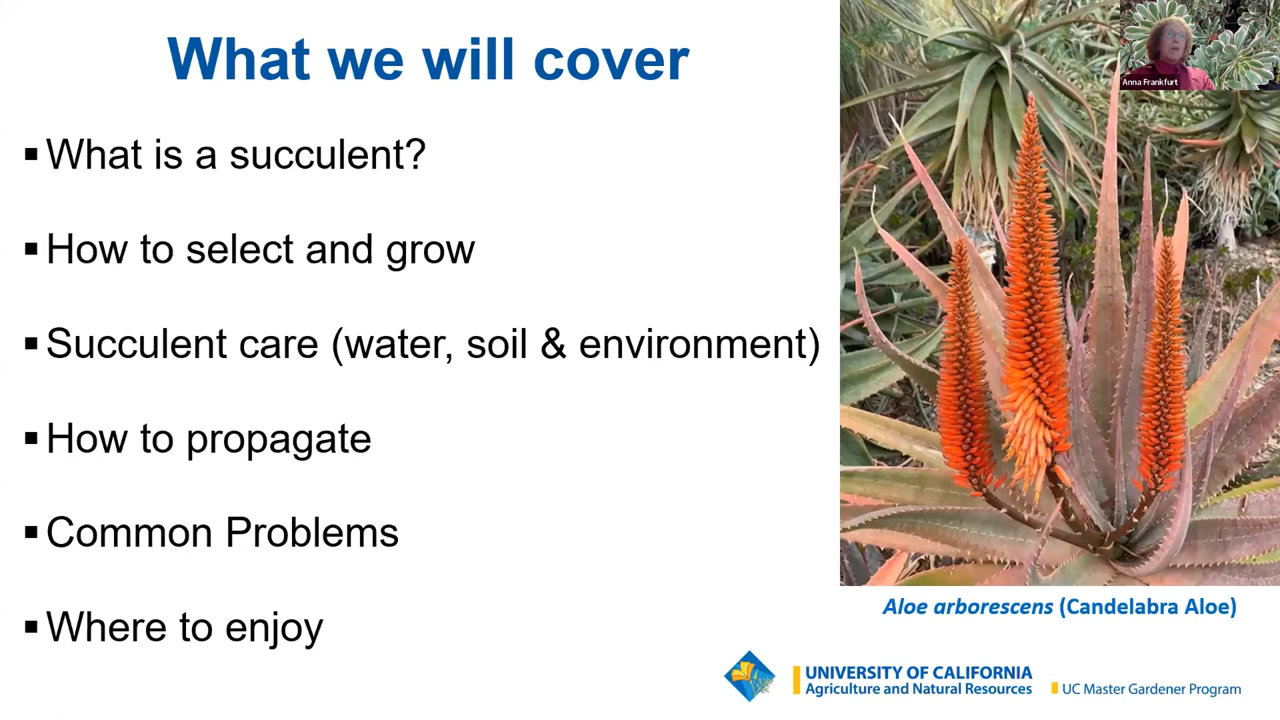 What we will cover
▪What is a succulent?
▪How to select and grow
▪Succulent care (water, soil & environment)
▪How to propagate
▪Common Problems
▪Where to enjoy
Anna Frankfurt
Aloe arborescens (Candelabra Aloe)
UNIVERSITY OF CALIFORNIA
Agriculture and Natural Resources
UC Master Gardener Program